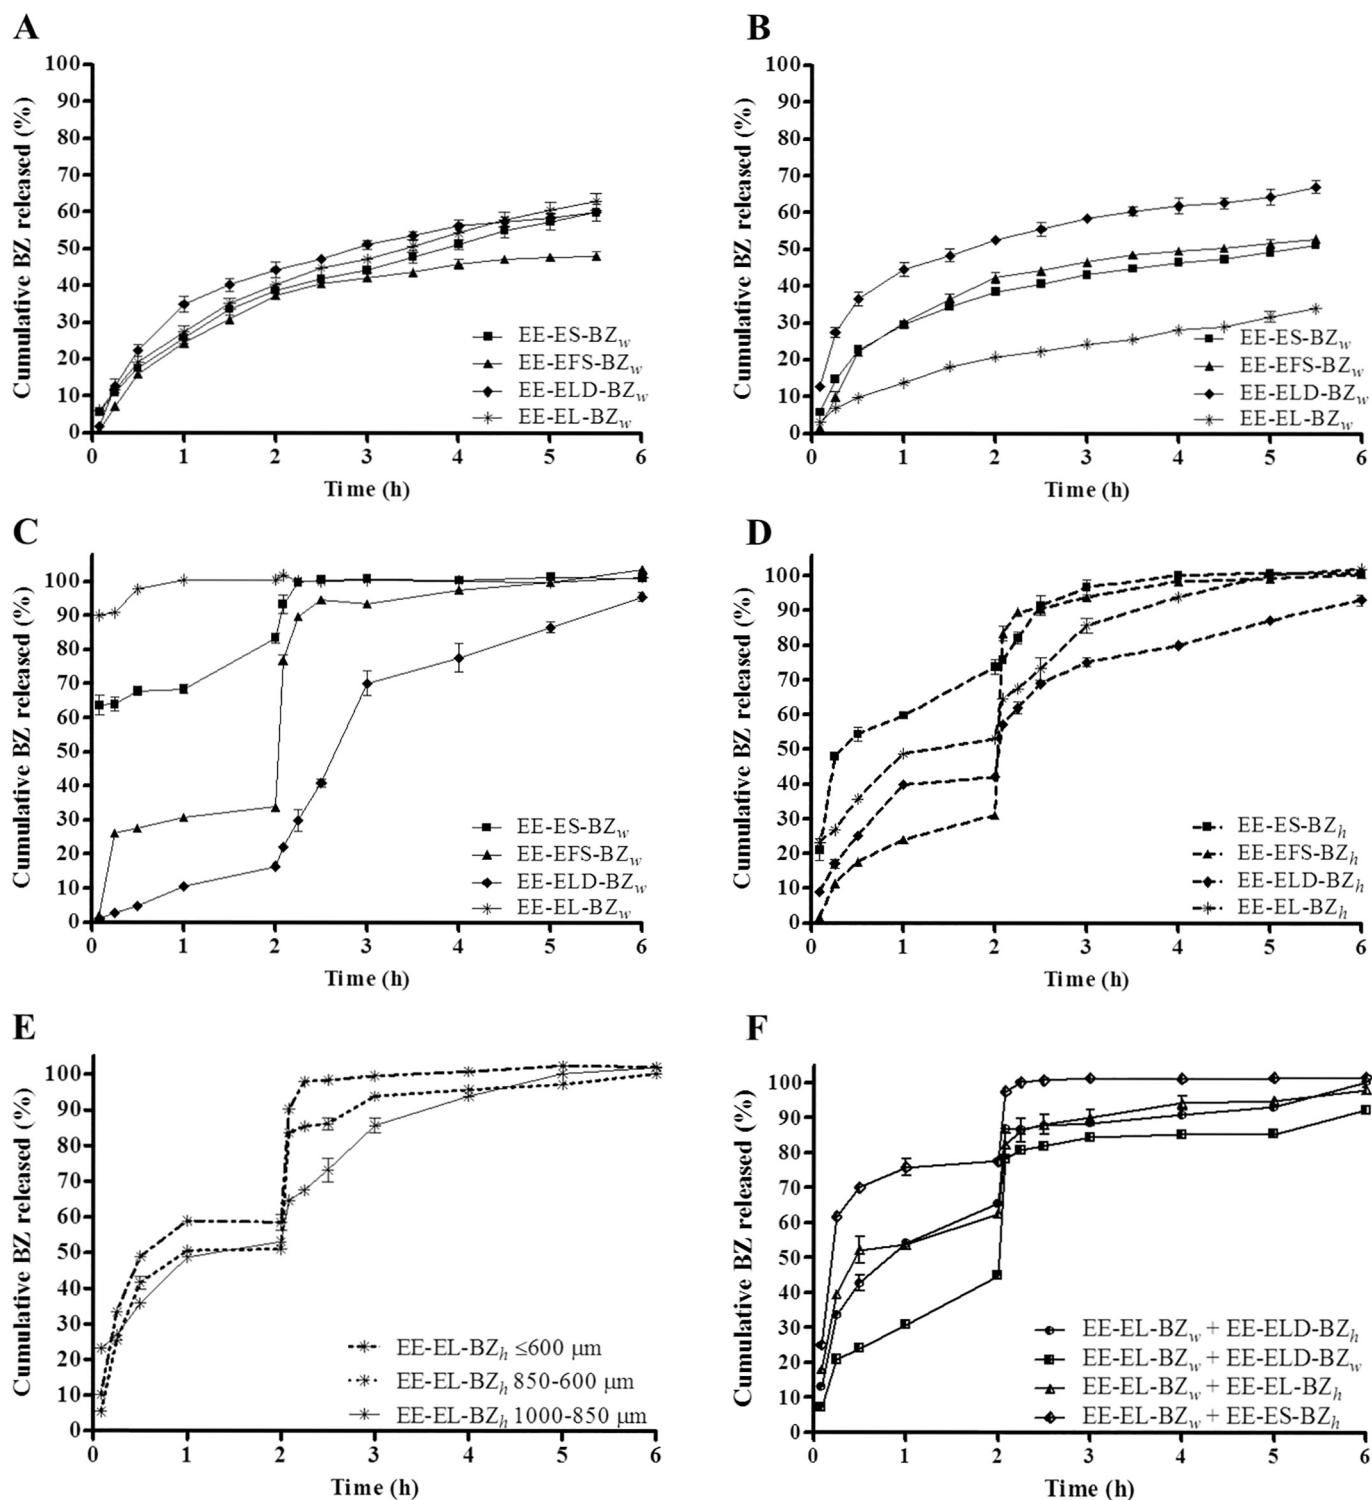 A
Cumulative BZ released (%)
100
90
80
70
60
50
40
30
20
10
0
0 1 2 3 4 5 6
Time (h)
EE-ES-BZw
EE-EFS-BZw
EE-ELD-BZw
EE-EL-BZw
B
Cumulative BZ released (%)
100
90
80
70
60
50
40
30
20
10
0
0 1 2 3 4 5 6
Time (h)
EE-ES-BZw
EE-EFS-BZw
EE-ELD-BZw
EE-EL-BZw
C
Cumulative BZ released (%)
100
90
80
70
60
50
40
30
20
10
0
0 1 2 3 4 5 6
Time (h)
EE-ES-BZw
EE-EFS-BZw
EE-ELD-BZw
EE-EL-BZw
D
Cumulative BZ released (%)
100
90
80
70
60
50
40
30
20
10
0
0 1 2 3 4 5 6
Time (h)
EE-ES-BZh
EE-EFS-BZh
EE-ELD-BZh
EE-EL-BZh
E
Cumulative BZ released (%)
100
90
80
70
60
50
40
30
20
10
0
0 1 2 3 4 5 6
Time (h)
EE-EL-BZh ≤600 µm
EE-EL-BZh 850-600 µm
EE-EL-BZh 1000-850 µm
F
Cumulative BZ released (%)
100
90
80
70
60
50
40
30
20
10
0
0 1 2 3 4 5 6
Time (h)
EE-EL-BZw + EE-ELD-BZh
EE-EL-BZw + EE-ELD-BZw
EE-EL-BZw + EE-EL-BZh
EE-EL-BZw + EE-ES-BZh